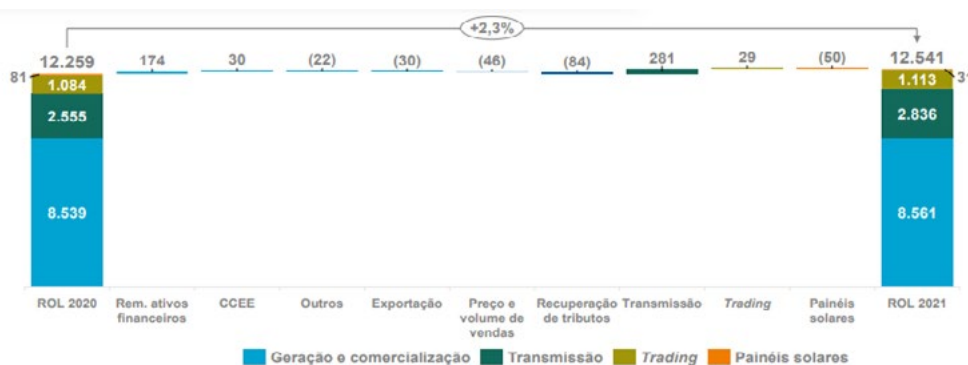 +2,3%
12.259 174 30 (22) (30) (46) (84) 281 29 (50) 12.541
81 31
1.084 1.113
2.555 2.836
8.539 8.561
ROL 2020 Rem. ativos financeiros CCEE Outros Exportação Preço e volume de vendas Recuperação de tributos Transmissão Trading Painéis solares ROL 2021
Geração e comercialização Transmissão Trading Painéis solares